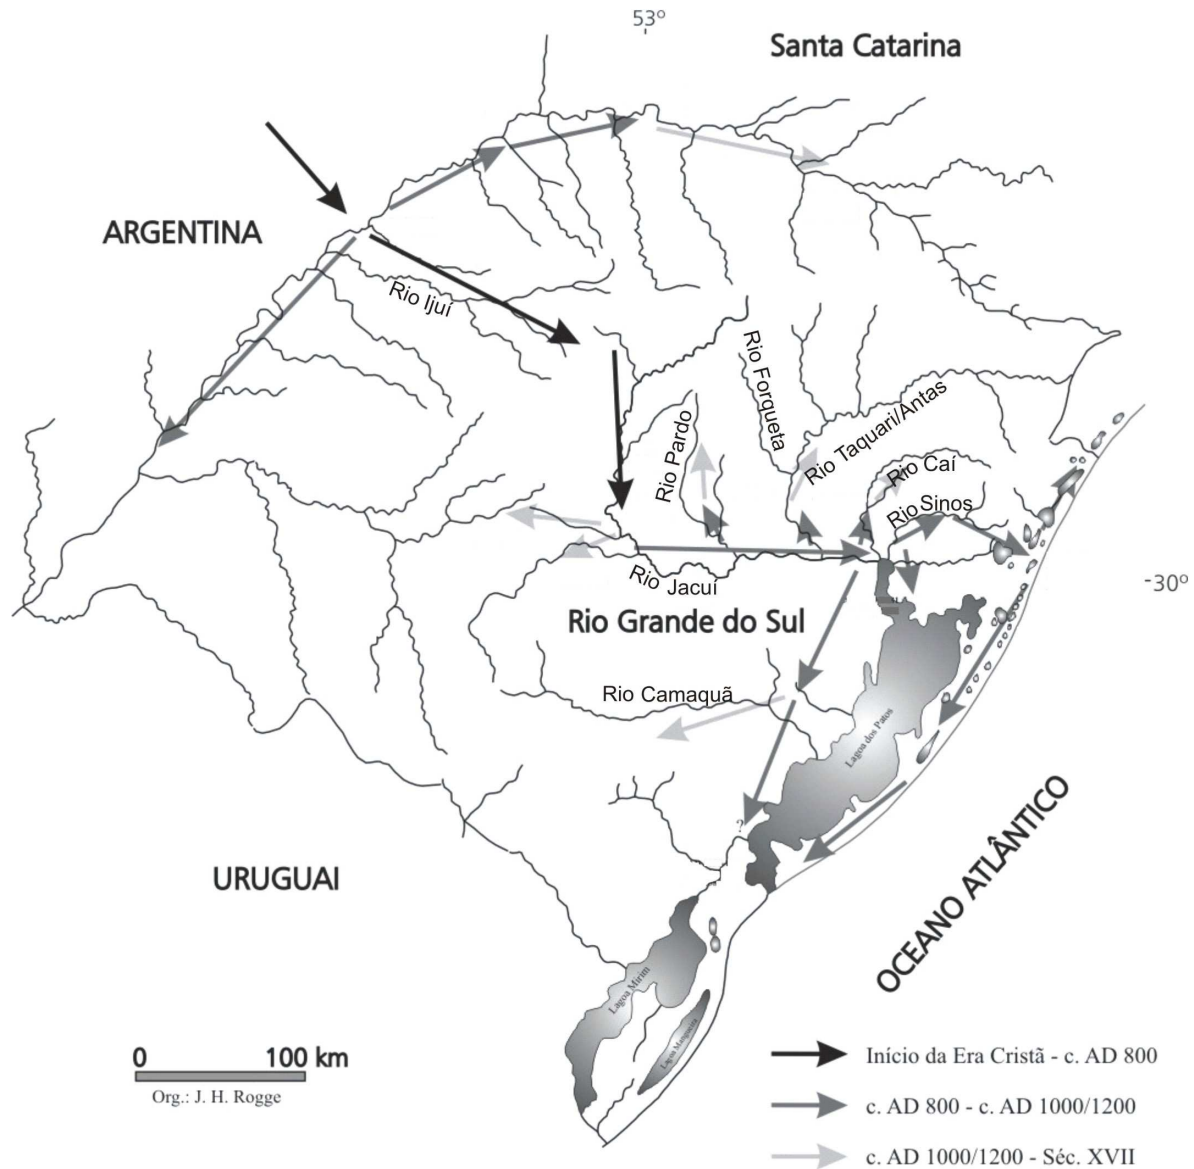 53º
Santa Catarina
ARGENTINA
Rio Ijuí
Rio Forqueta
Rio Pardo
Rio Taquari/Antas
Rio Caí
Rio Sinos
Rio Jacuí
-30º
Rio Grande do Sul
Rio Camaquã
Lagoa dos Patos
?
OCEANO ATLÂNTICO
URUGUAI
Lagoa Mirim
Lagoa Mangueira
0 100 km
Org.: J. H. Rogge
Início da Era Cristã - c. AD 800
c. AD 800 - c. AD 1000/1200
c. AD 1000/1200 - Séc. XVII